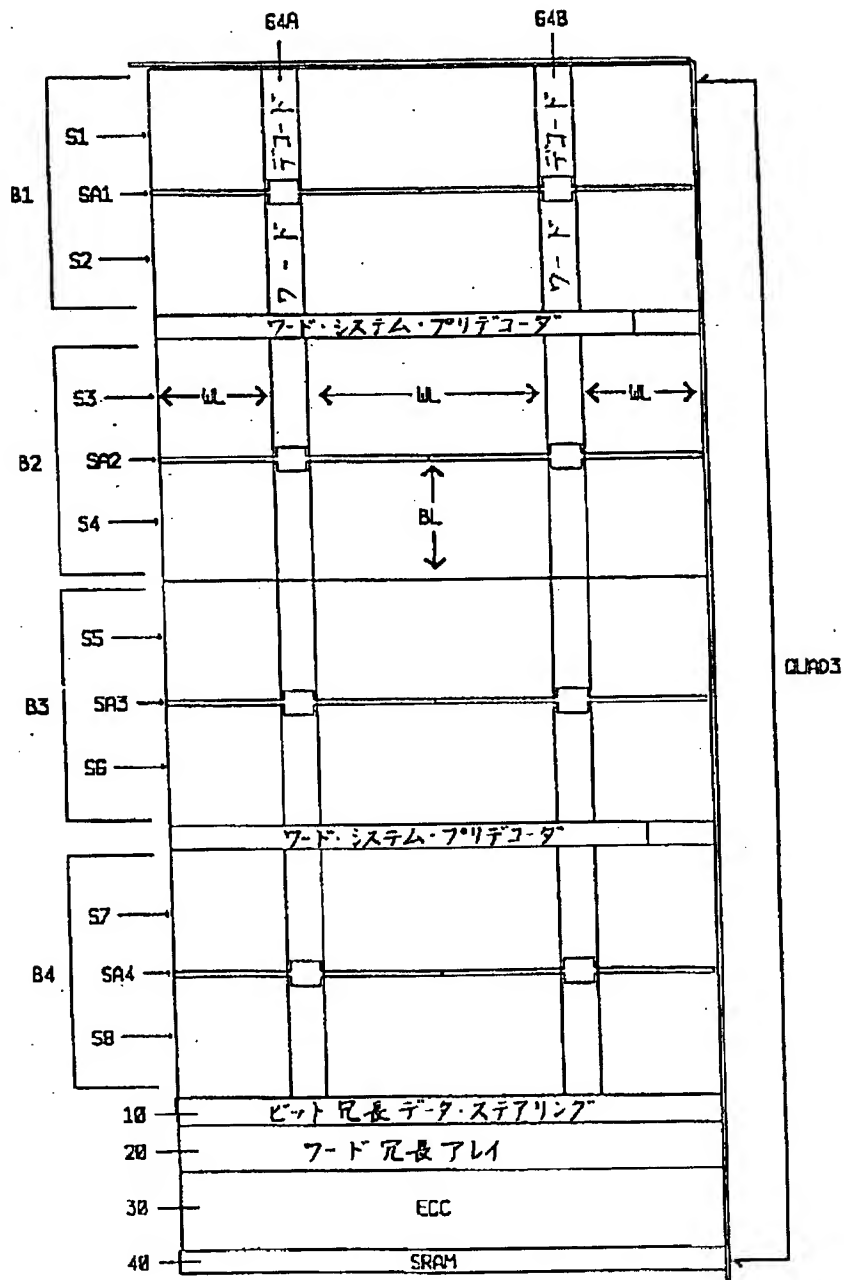 64A
64B
S1
B1
SA1
S2
ワード デコード
ワード デコード
ワード・システム・プリデコーダ
S3
WL
WL
WL
B2
SA2
S4
BL
S5
B3
SA3
S6
QUAD3
ワード・システム・プリデコーダ
S7
B4
SA4
S8
10
ビット冗長データ・ステアリング
20
ワード冗長アレイ
30
ECC
40
SRAM